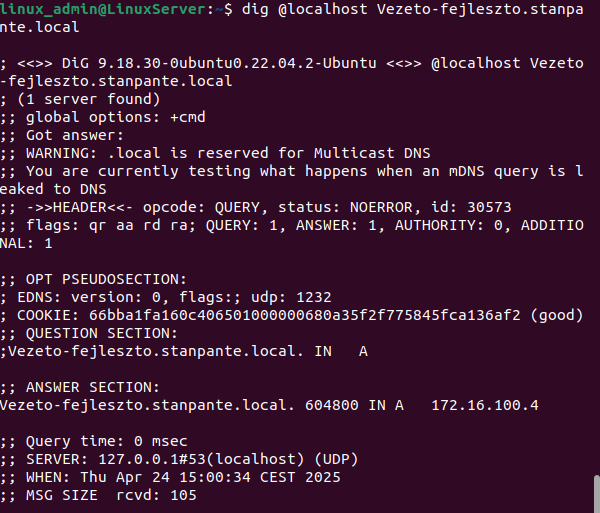 linux_admin@LinuxServer:~$ dig @localhost Vezeto-fejleszto.stanpa
nte.local

; <<>> DiG 9.18.30-0ubuntu0.22.04.2-Ubuntu <<>> @localhost Vezeto
-fejleszto.stanpante.local
; (1 server found)
;; global options: +cmd
;; Got answer:
;; WARNING: .local is reserved for Multicast DNS
;; You are currently testing what happens when an mDNS query is l
eaked to DNS
;; ->>HEADER<<- opcode: QUERY, status: NOERROR, id: 30573
;; flags: qr aa rd ra; QUERY: 1, ANSWER: 1, AUTHORITY: 0, ADDITIO
NAL: 1

;; OPT PSEUDOSECTION:
; EDNS: version: 0, flags:; udp: 1232
; COOKIE: 66bba1fa160c406501000000680a35f2f775845fca136af2 (good)
;; QUESTION SECTION:
;Vezeto-fejleszto.stanpante.local. IN   A

;; ANSWER SECTION:
Vezeto-fejleszto.stanpante.local. 604800 IN A   172.16.100.4

;; Query time: 0 msec
;; SERVER: 127.0.0.1#53(localhost) (UDP)
;; WHEN: Thu Apr 24 15:00:34 CEST 2025
;; MSG SIZE  rcvd: 105